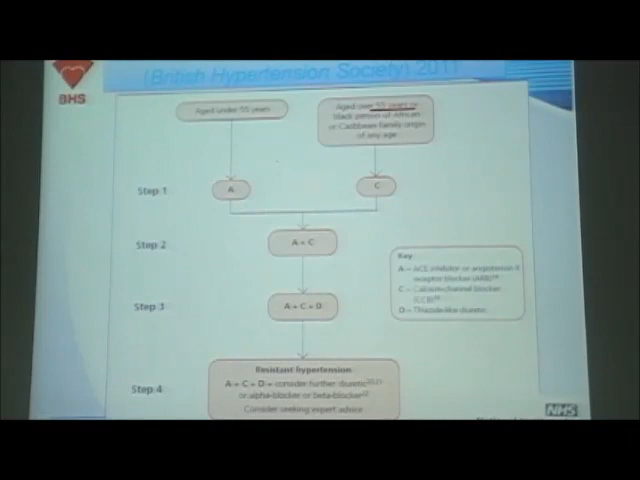 (British Hypertension Society) 2011
BHS
Aged under 55 years
Aged over 55 years or
black person of African
or Caribbean family origin
of any age
Step 1
A
C
Step 2
A + C
Key
A – ACE inhibitor or angiotensin II
receptor blocker (ARB)
C – Calcium-channel blocker
(CCB)
D – Thiazide-like diuretic
Step 3
A + C + D
Resistant hypertension
Step 4
A + C + D + consider further diuretic
or alpha-blocker or beta-blocker
Consider seeking expert advice
NHS